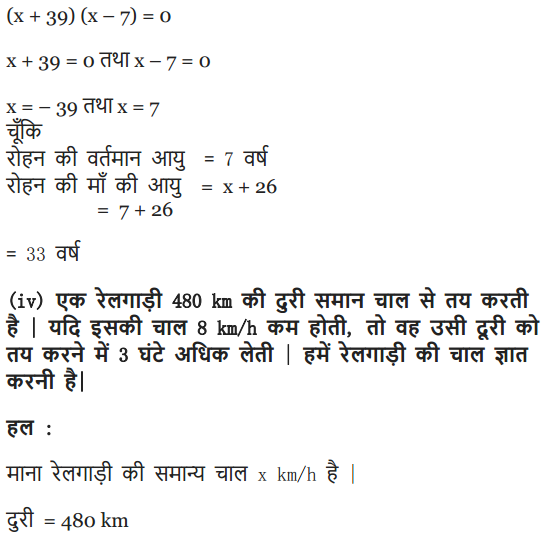 (x + 39) (x – 7) = 0
x + 39 = 0 तथा x – 7 = 0
x = – 39 तथा x = 7
चूँकि
रोहन की वर्तमान आयु = 7 वर्ष
रोहन की माँ की आयु = x + 26
= 7 + 26
= 33 वर्ष
(iv) एक रेलगाड़ी 480 km की दुरी समान चाल से तय करती
है | यदि इसकी चाल 8 km/h कम होती, तो वह उसी दूरी को
तय करने में 3 घंटे अधिक लेती | हमें रेलगाड़ी की चाल ज्ञात
करनी है|
हल :
माना रेलगाड़ी की समान्य चाल x km/h है |
दुरी = 480 km